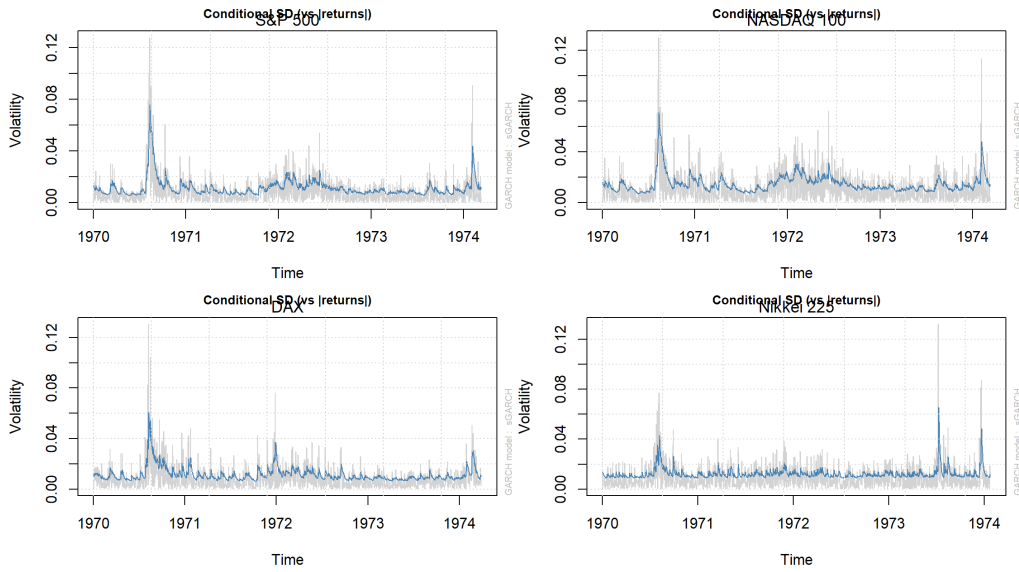 Conditional SD (vs |returns|)
S&P 500
Volatility
0.00
0.04
0.08
0.12
1970
1971
1972
1973
1974
Time
GARCH model : sGARCH
Conditional SD (vs |returns|)
NASDAQ 100
Volatility
0.00
0.04
0.08
0.12
1970
1971
1972
1973
1974
Time
GARCH model : sGARCH
Conditional SD (vs |returns|)
DAX
Volatility
0.00
0.04
0.08
0.12
1970
1971
1972
1973
1974
Time
GARCH model : sGARCH
Conditional SD (vs |returns|)
Nikkei 225
Volatility
0.00
0.04
0.08
0.12
1970
1971
1972
1973
1974
Time
GARCH model : sGARCH